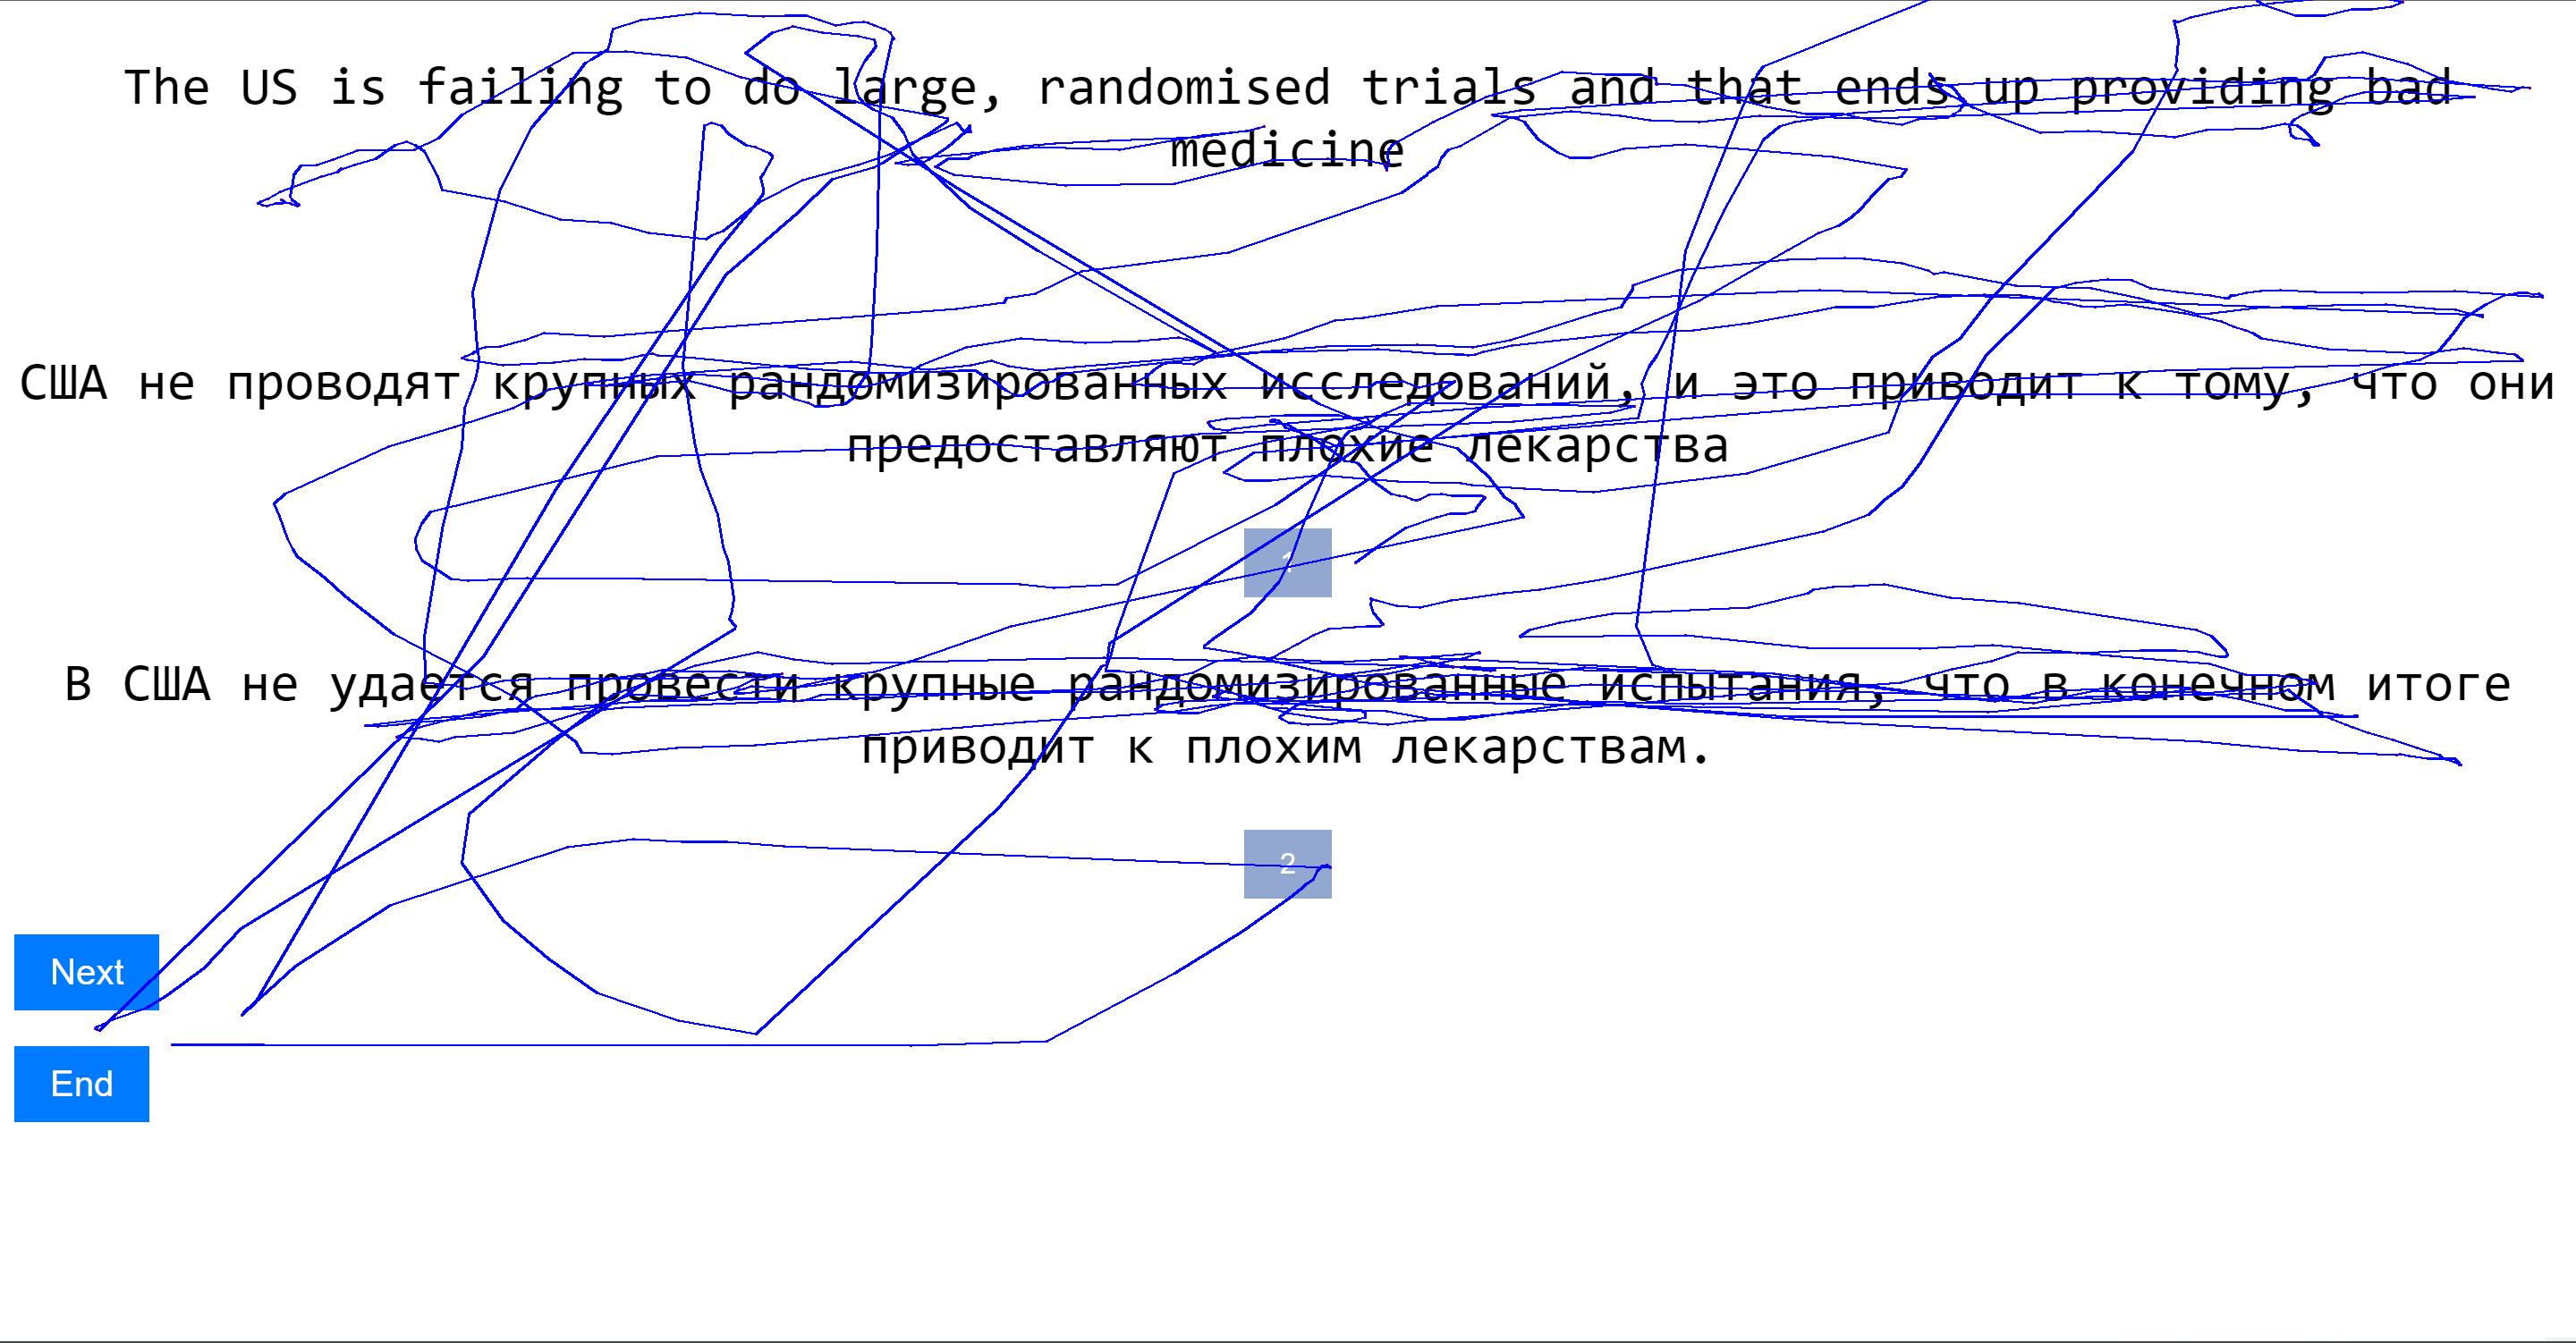 The US is failing to do large, randomised trials and that ends up providing bad
medicine
США не проводят крупных рандомизированных исследований, и это приводит к тому, что они
предоставляют плохие лекарства
1
В США не удается провести крупные рандомизированные испытания, что в конечном итоге
приводит к плохим лекарствам.
2
Next
End